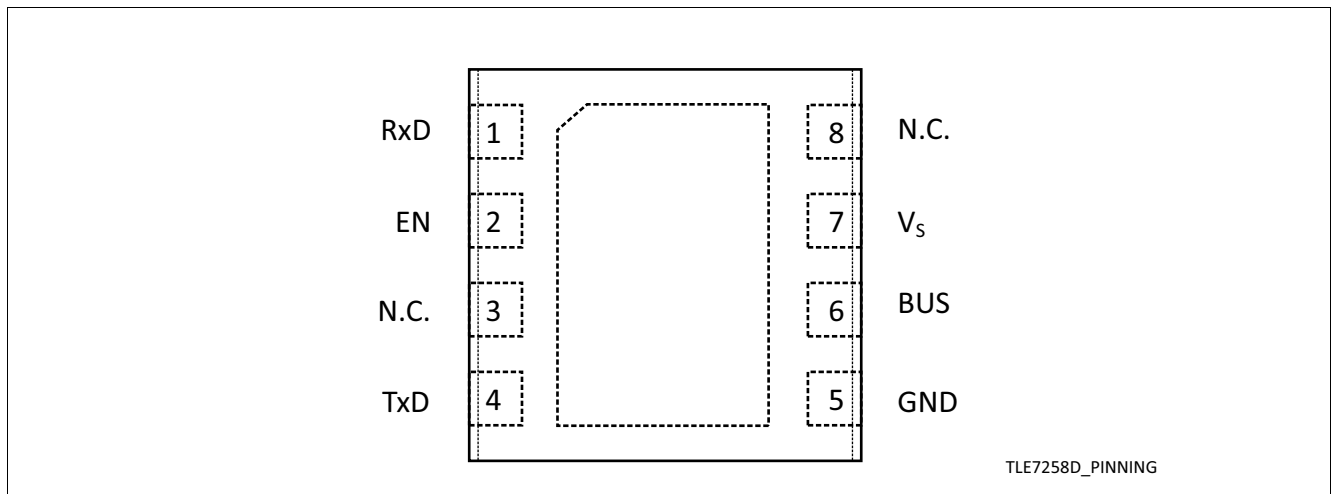 RxD 1 8 N.C.
EN 2 7 VS
N.C. 3 6 BUS
TxD 4 5 GND
TLE7258D_PINNING